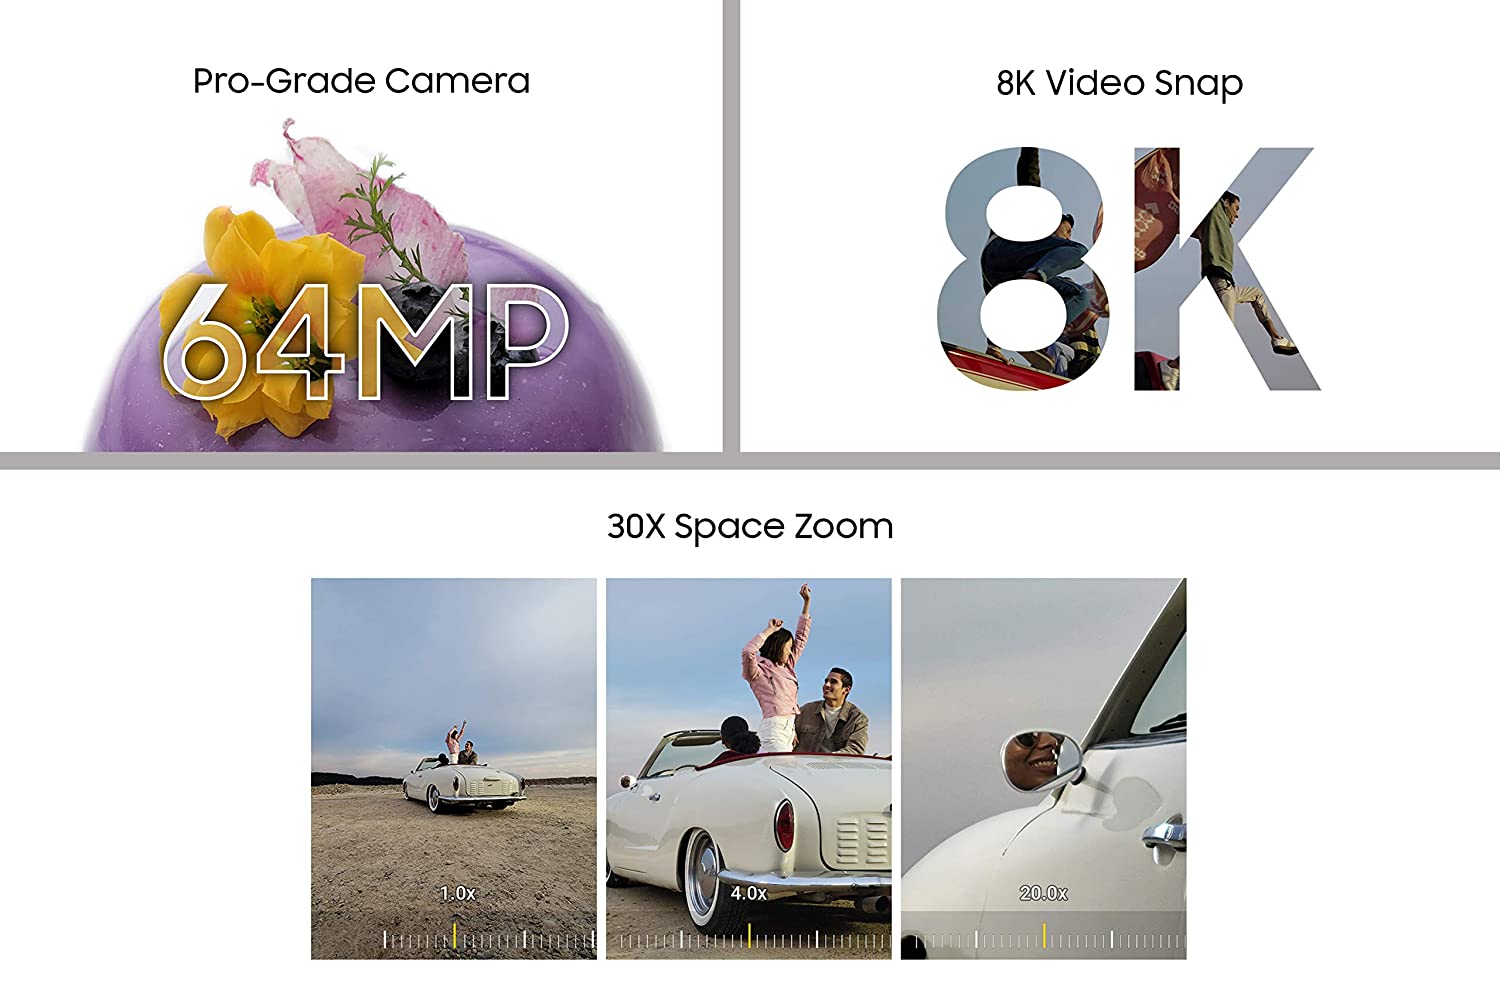 Pro-Grade Camera
64MP
8K Video Snap
8K
30X Space Zoom
1.0x
4.0x
20.0x